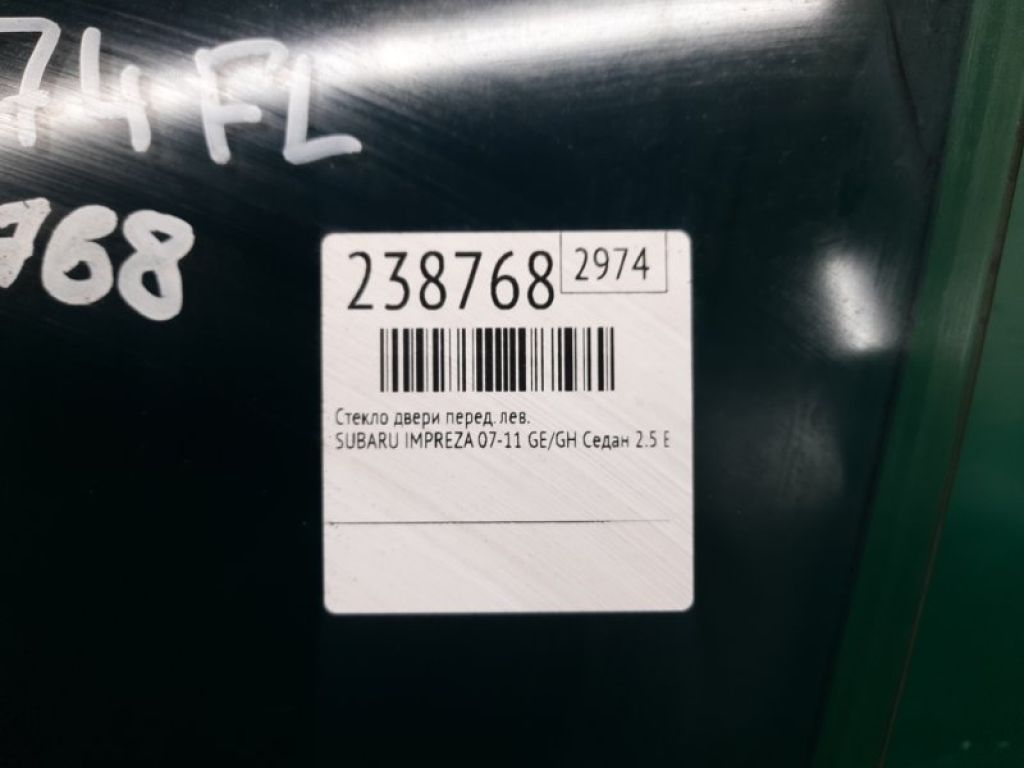 74 FL
768
238768 2974
Стекло двери перед. лев.
SUBARU IMPREZA 07-11 GE/GH Седан 2.5 E